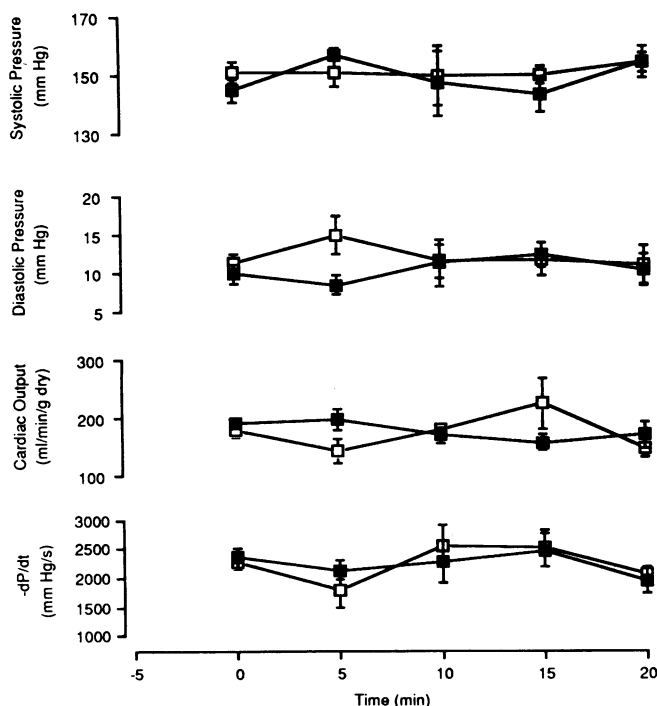 Systolic Pressure
(mm Hg)
170
150
130
Diastolic Pressure
(mm Hg)
20
15
10
5
Cardiac Output
(ml/min/g dry)
300
200
100
-dP/dt
(mm Hg/s)
3000
2500
2000
1500
1000
-5 0 5 10 15 20
Time (min)